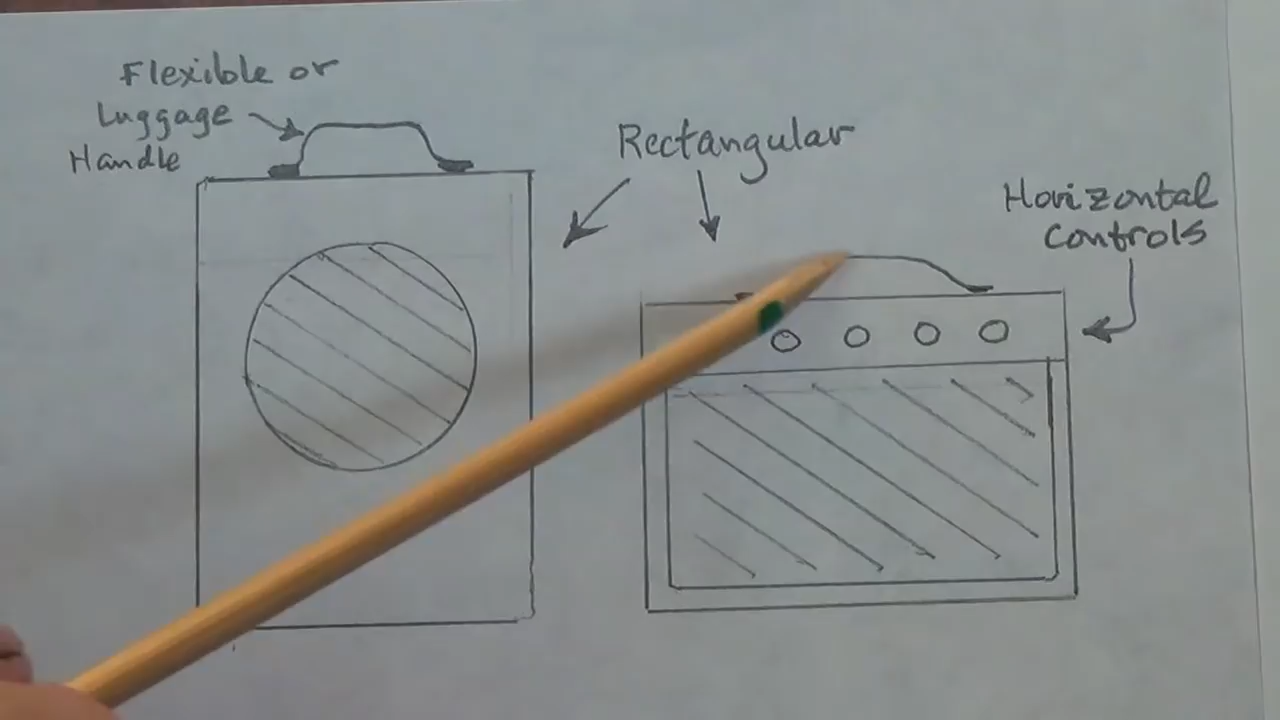 Flexible or
Luggage
Handle
Rectangular
Horizontal
Controls